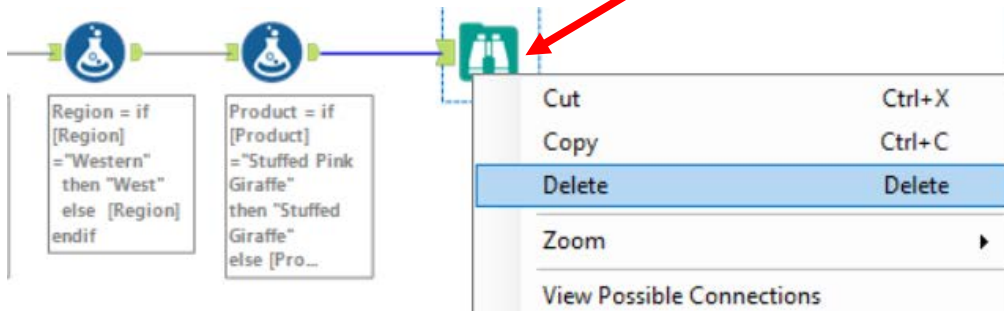 Region = if
[Region]
="Western"
then "West"
else [Region]
endif
Product = if
[Product]
="Stuffed Pink
Giraffe"
then "Stuffed
Giraffe"
else [Pro...
Cut Ctrl+X
Copy Ctrl+C
Delete Delete
Zoom
View Possible Connections